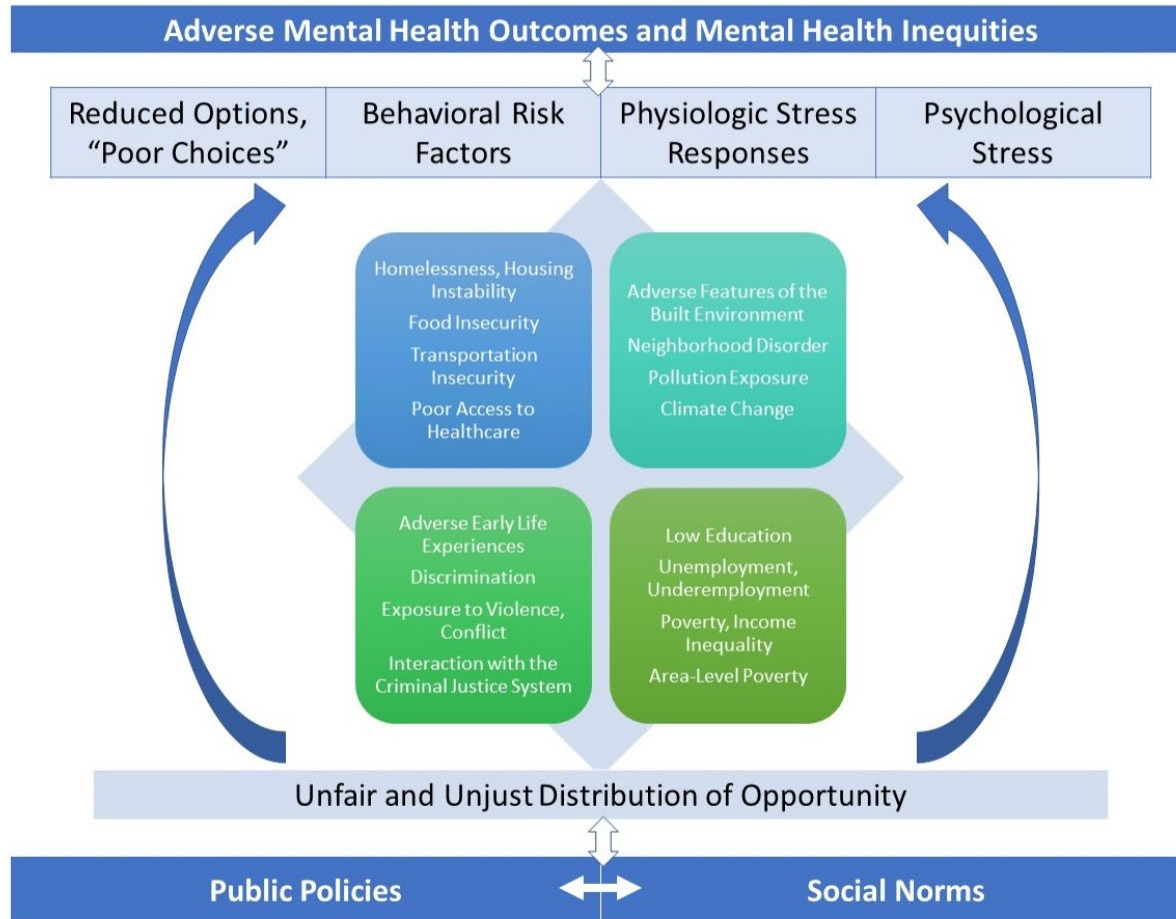 Adverse Mental Health Outcomes and Mental Health Inequities
Reduced Options,
“Poor Choices”
Behavioral Risk
Factors
Physiologic Stress
Responses
Psychological
Stress
Homelessness, Housing
Instability
Food Insecurity
Transportation
Insecurity
Poor Access to
Healthcare
Adverse Features of the
Built Environment
Neighborhood Disorder
Pollution Exposure
Climate Change
Adverse Early Life
Experiences
Discrimination
Exposure to Violence,
Conflict
Interaction with the
Criminal Justice System
Low Education
Unemployment,
Underemployment
Poverty, Income
Inequality
Area-Level Poverty
Unfair and Unjust Distribution of Opportunity
Public Policies
Social Norms